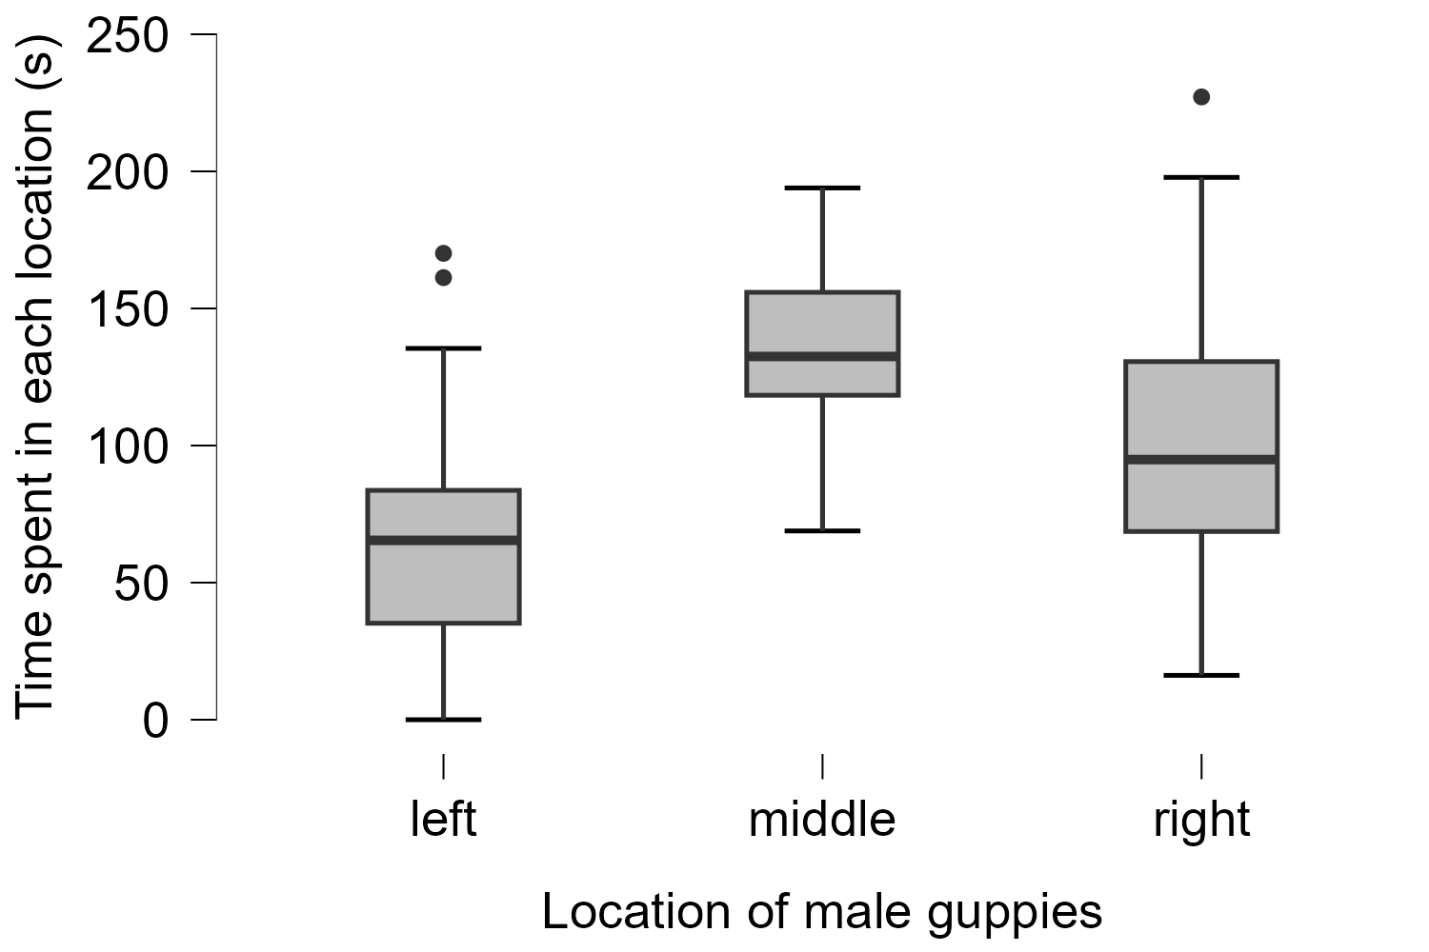 Time spent in each location (s)
250
200
150
100
50
0
left
middle
right
Location of male guppies